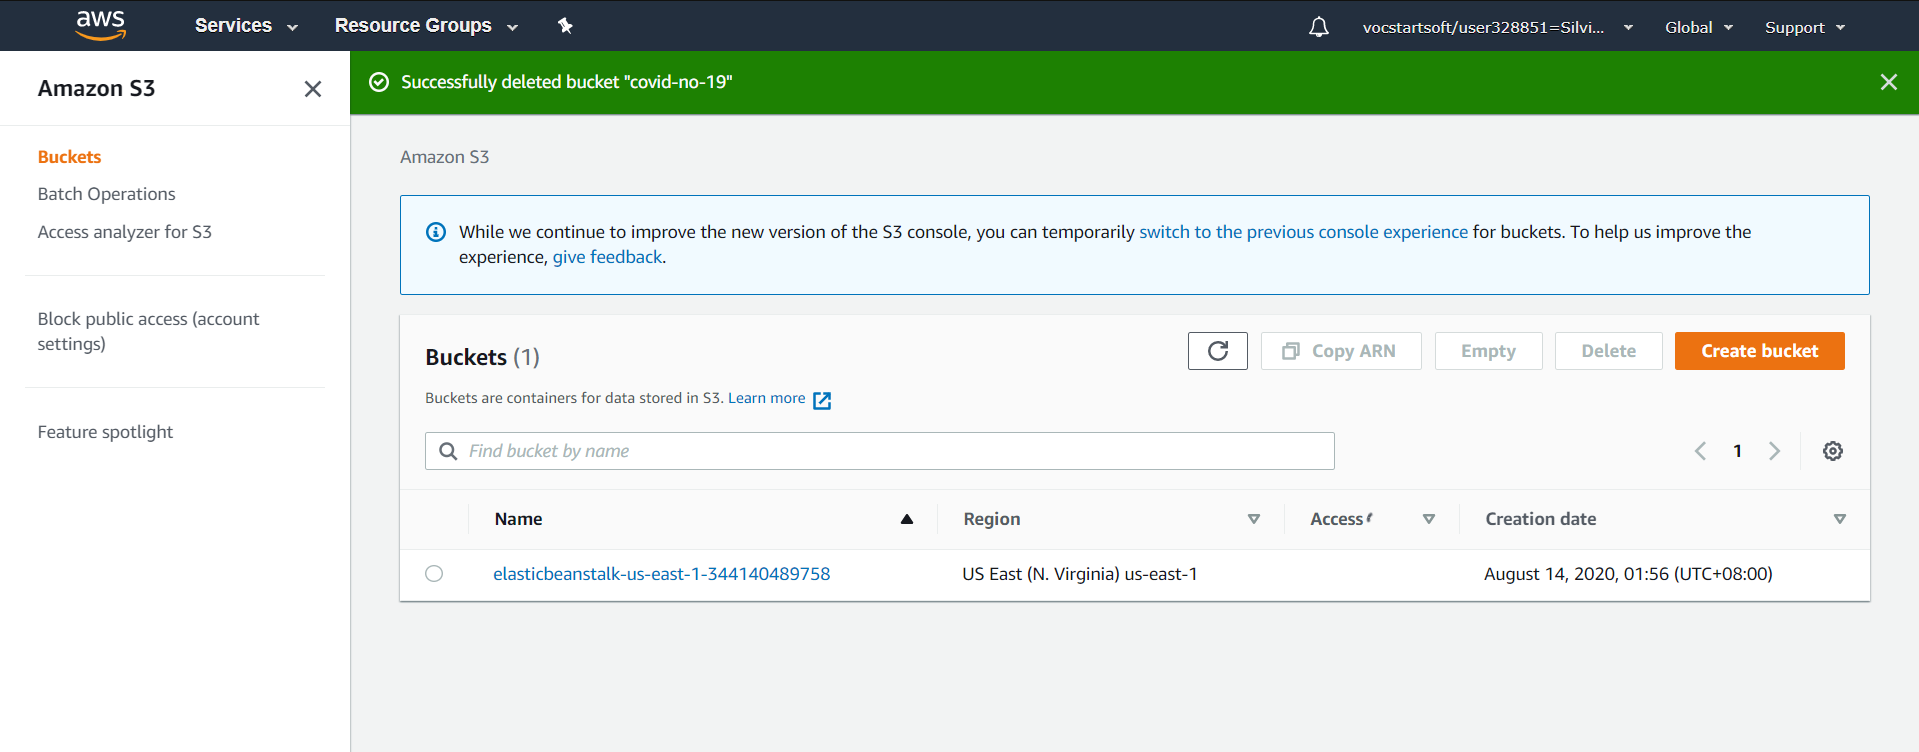 aws
Services
Resource Groups
vocstartsoft/user328851=Silvi...
Global
Support
Amazon S3
Successfully deleted bucket "covid-no-19"
Buckets
Batch Operations
Access analyzer for S3
Block public access (account
settings)
Feature spotlight
Amazon S3
While we continue to improve the new version of the S3 console, you can temporarily switch to the previous console experience for buckets. To help us improve the
experience, give feedback.
Buckets (1)
Copy ARN
Empty
Delete
Create bucket
Buckets are containers for data stored in S3. Learn more
Find bucket by name
1
Name
Region
Access
Creation date
elasticbeanstalk-us-east-1-344140489758
US East (N. Virginia) us-east-1
August 14, 2020, 01:56 (UTC+08:00)